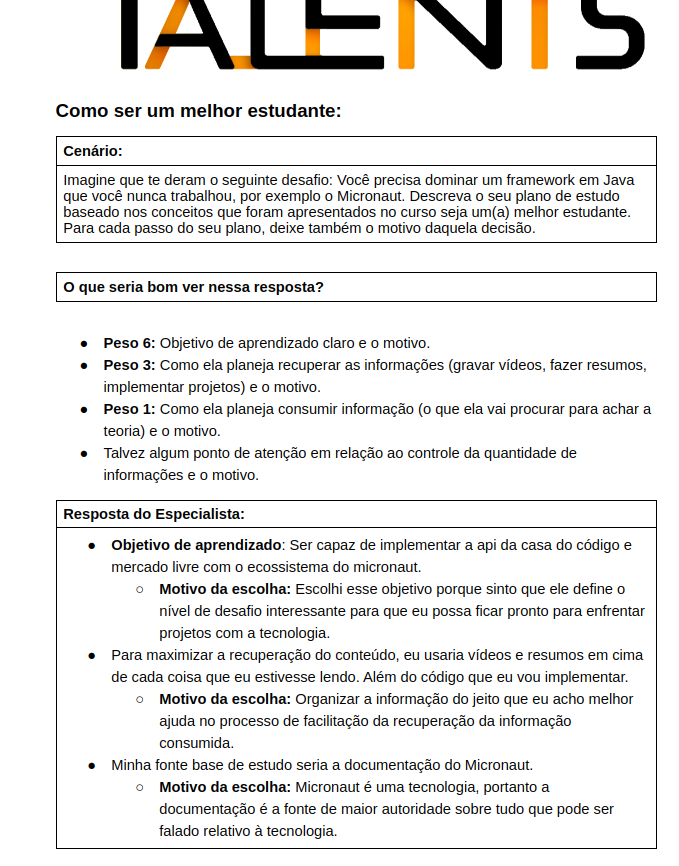 TALENTS
Como ser um melhor estudante:
Cenário:
Imagine que te deram o seguinte desafio: Você precisa dominar um framework em Java
que você nunca trabalhou, por exemplo o Micronaut. Descreva o seu plano de estudo
baseado nos conceitos que foram apresentados no curso seja um(a) melhor estudante.
Para cada passo do seu plano, deixe também o motivo daquela decisão.
O que seria bom ver nessa resposta?
● Peso 6: Objetivo de aprendizado claro e o motivo.
● Peso 3: Como ela planeja recuperar as informações (gravar vídeos, fazer resumos,
implementar projetos) e o motivo.
● Peso 1: Como ela planeja consumir informação (o que ela vai procurar para achar a
teoria) e o motivo.
● Talvez algum ponto de atenção em relação ao controle da quantidade de
informações e o motivo.
Resposta do Especialista:
● Objetivo de aprendizado: Ser capaz de implementar a api da casa do código e
mercado livre com o ecossistema do micronaut.
○ Motivo da escolha: Escolhi esse objetivo porque sinto que ele define o
nível de desafio interessante para que eu possa ficar pronto para enfrentar
projetos com a tecnologia.
● Para maximizar a recuperação do conteúdo, eu usaria vídeos e resumos em cima
de cada coisa que eu estivesse lendo. Além do código que eu vou implementar.
○ Motivo da escolha: Organizar a informação do jeito que eu acho melhor
ajuda no processo de facilitação da recuperação da informação
consumida.
● Minha fonte base de estudo seria a documentação do Micronaut.
○ Motivo da escolha: Micronaut é uma tecnologia, portanto a
documentação é a fonte de maior autoridade sobre tudo que pode ser
falado relativo à tecnologia.